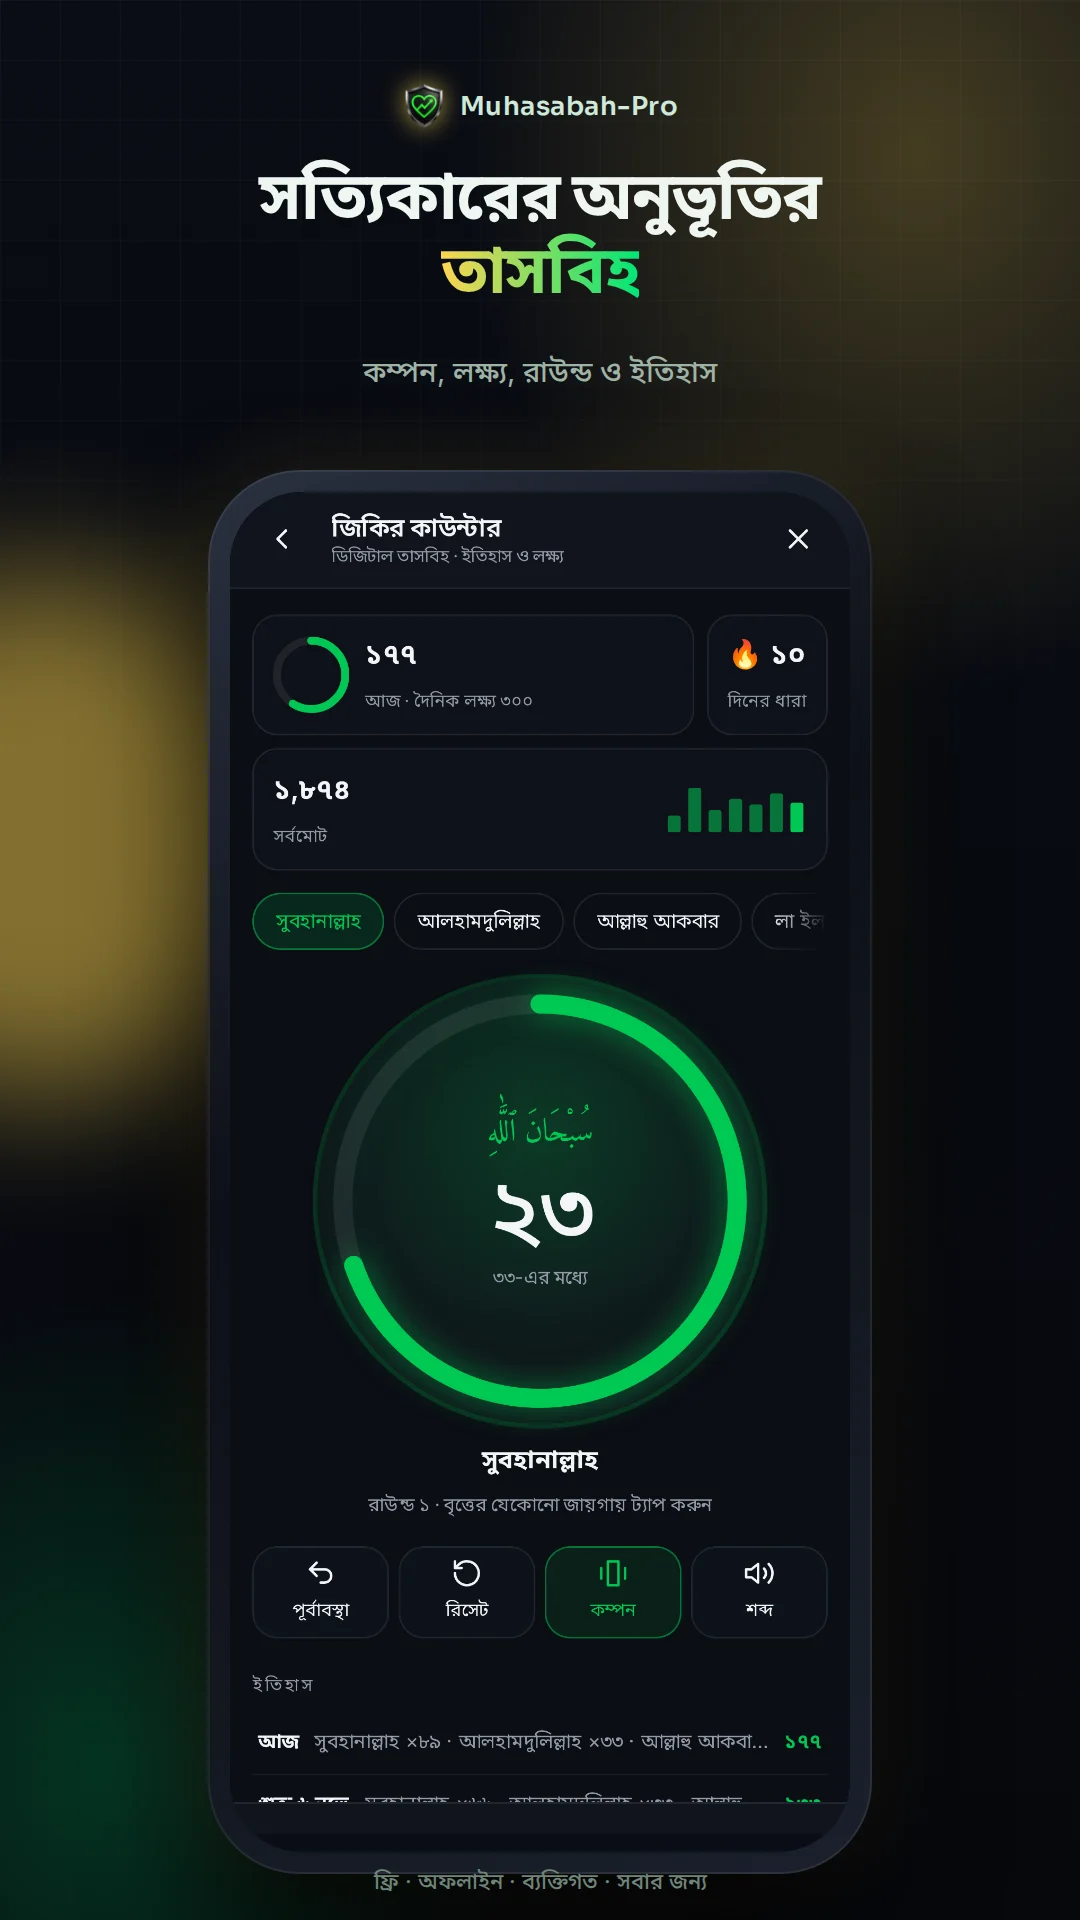 Muhasabah-Pro
সত্যিকারের অনুভূতির
তাসবিহ
কম্পন, লক্ষ্য, রাউন্ড ও ইতিহাস
জিকির কাউন্টার
ডিজিটাল তাসবিহ · ইতিহাস ও লক্ষ্য
১৭৭
আজ · দৈনিক লক্ষ্য ৩০০
🔥 ১০
দিনের ধারা
১,৮৭৪
সর্বমোট
সুবহানাল্লাহ
আলহামদুলিল্লাহ
আল্লাহু আকবার
লা
سُبْحَانَ ٱللَّٰهِ
২৩
৩৩-এর মধ্যে
সুবহানাল্লাহ
রাউন্ড ১ · বৃত্তের যেকোনো জায়গায় ট্যাপ করুন
পূর্বাবস্থা
রিসেট
কম্পন
শব্দ
ইতিহাস
আজ সুবহানাল্লাহ ×৮৯ · আলহামদুলিল্লাহ ×৩৩ · আল্লাহু আকবা... ১৭৭
ফ্রি · অফলাইন · ব্যক্তিগত · সবার জন্য